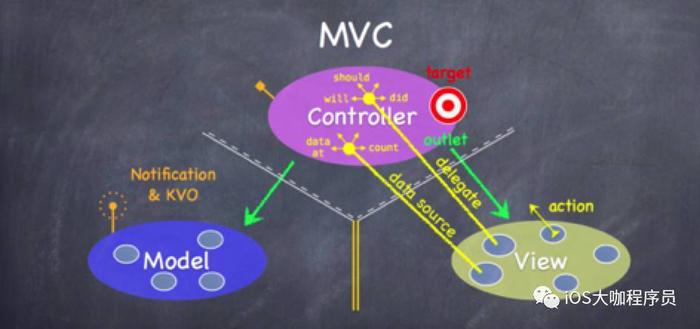 MVC
should
target
will
did
Controller
data
at
count
outlet
Notification
& KVO
delegate
data source
action
Model
View
iOS大咖程序员